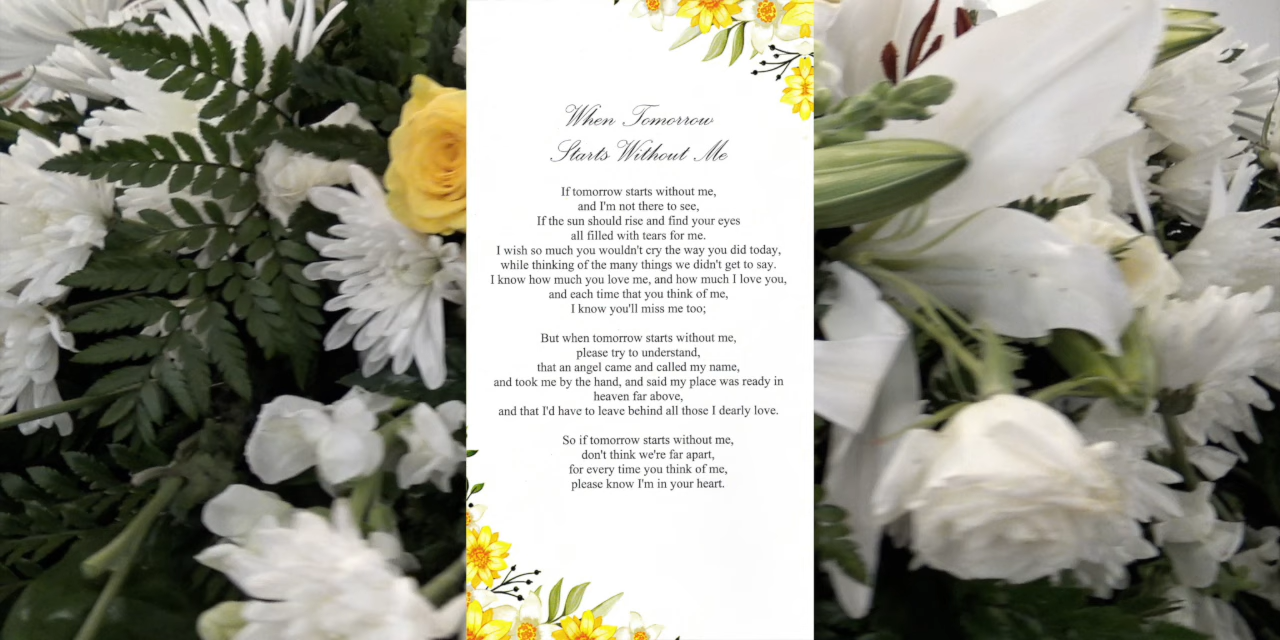 When Tomorrow
Starts Without Me
If tomorrow starts without me,
and I'm not there to see,
If the sun should rise and find your eyes
all filled with tears for me.
I wish so much you wouldn't cry the way you did today,
while thinking of the many things we didn't get to say.
I know how much you love me, and how much I love you,
and each time that you think of me,
I know you'll miss me too;
But when tomorrow starts without me,
please try to understand,
that an angel came and called my name,
and took me by the hand, and said my place was ready in
heaven far above,
and that I'd have to leave behind all those I dearly love.
So if tomorrow starts without me,
don't think we're far apart,
for every time you think of me,
please know I'm in your heart.